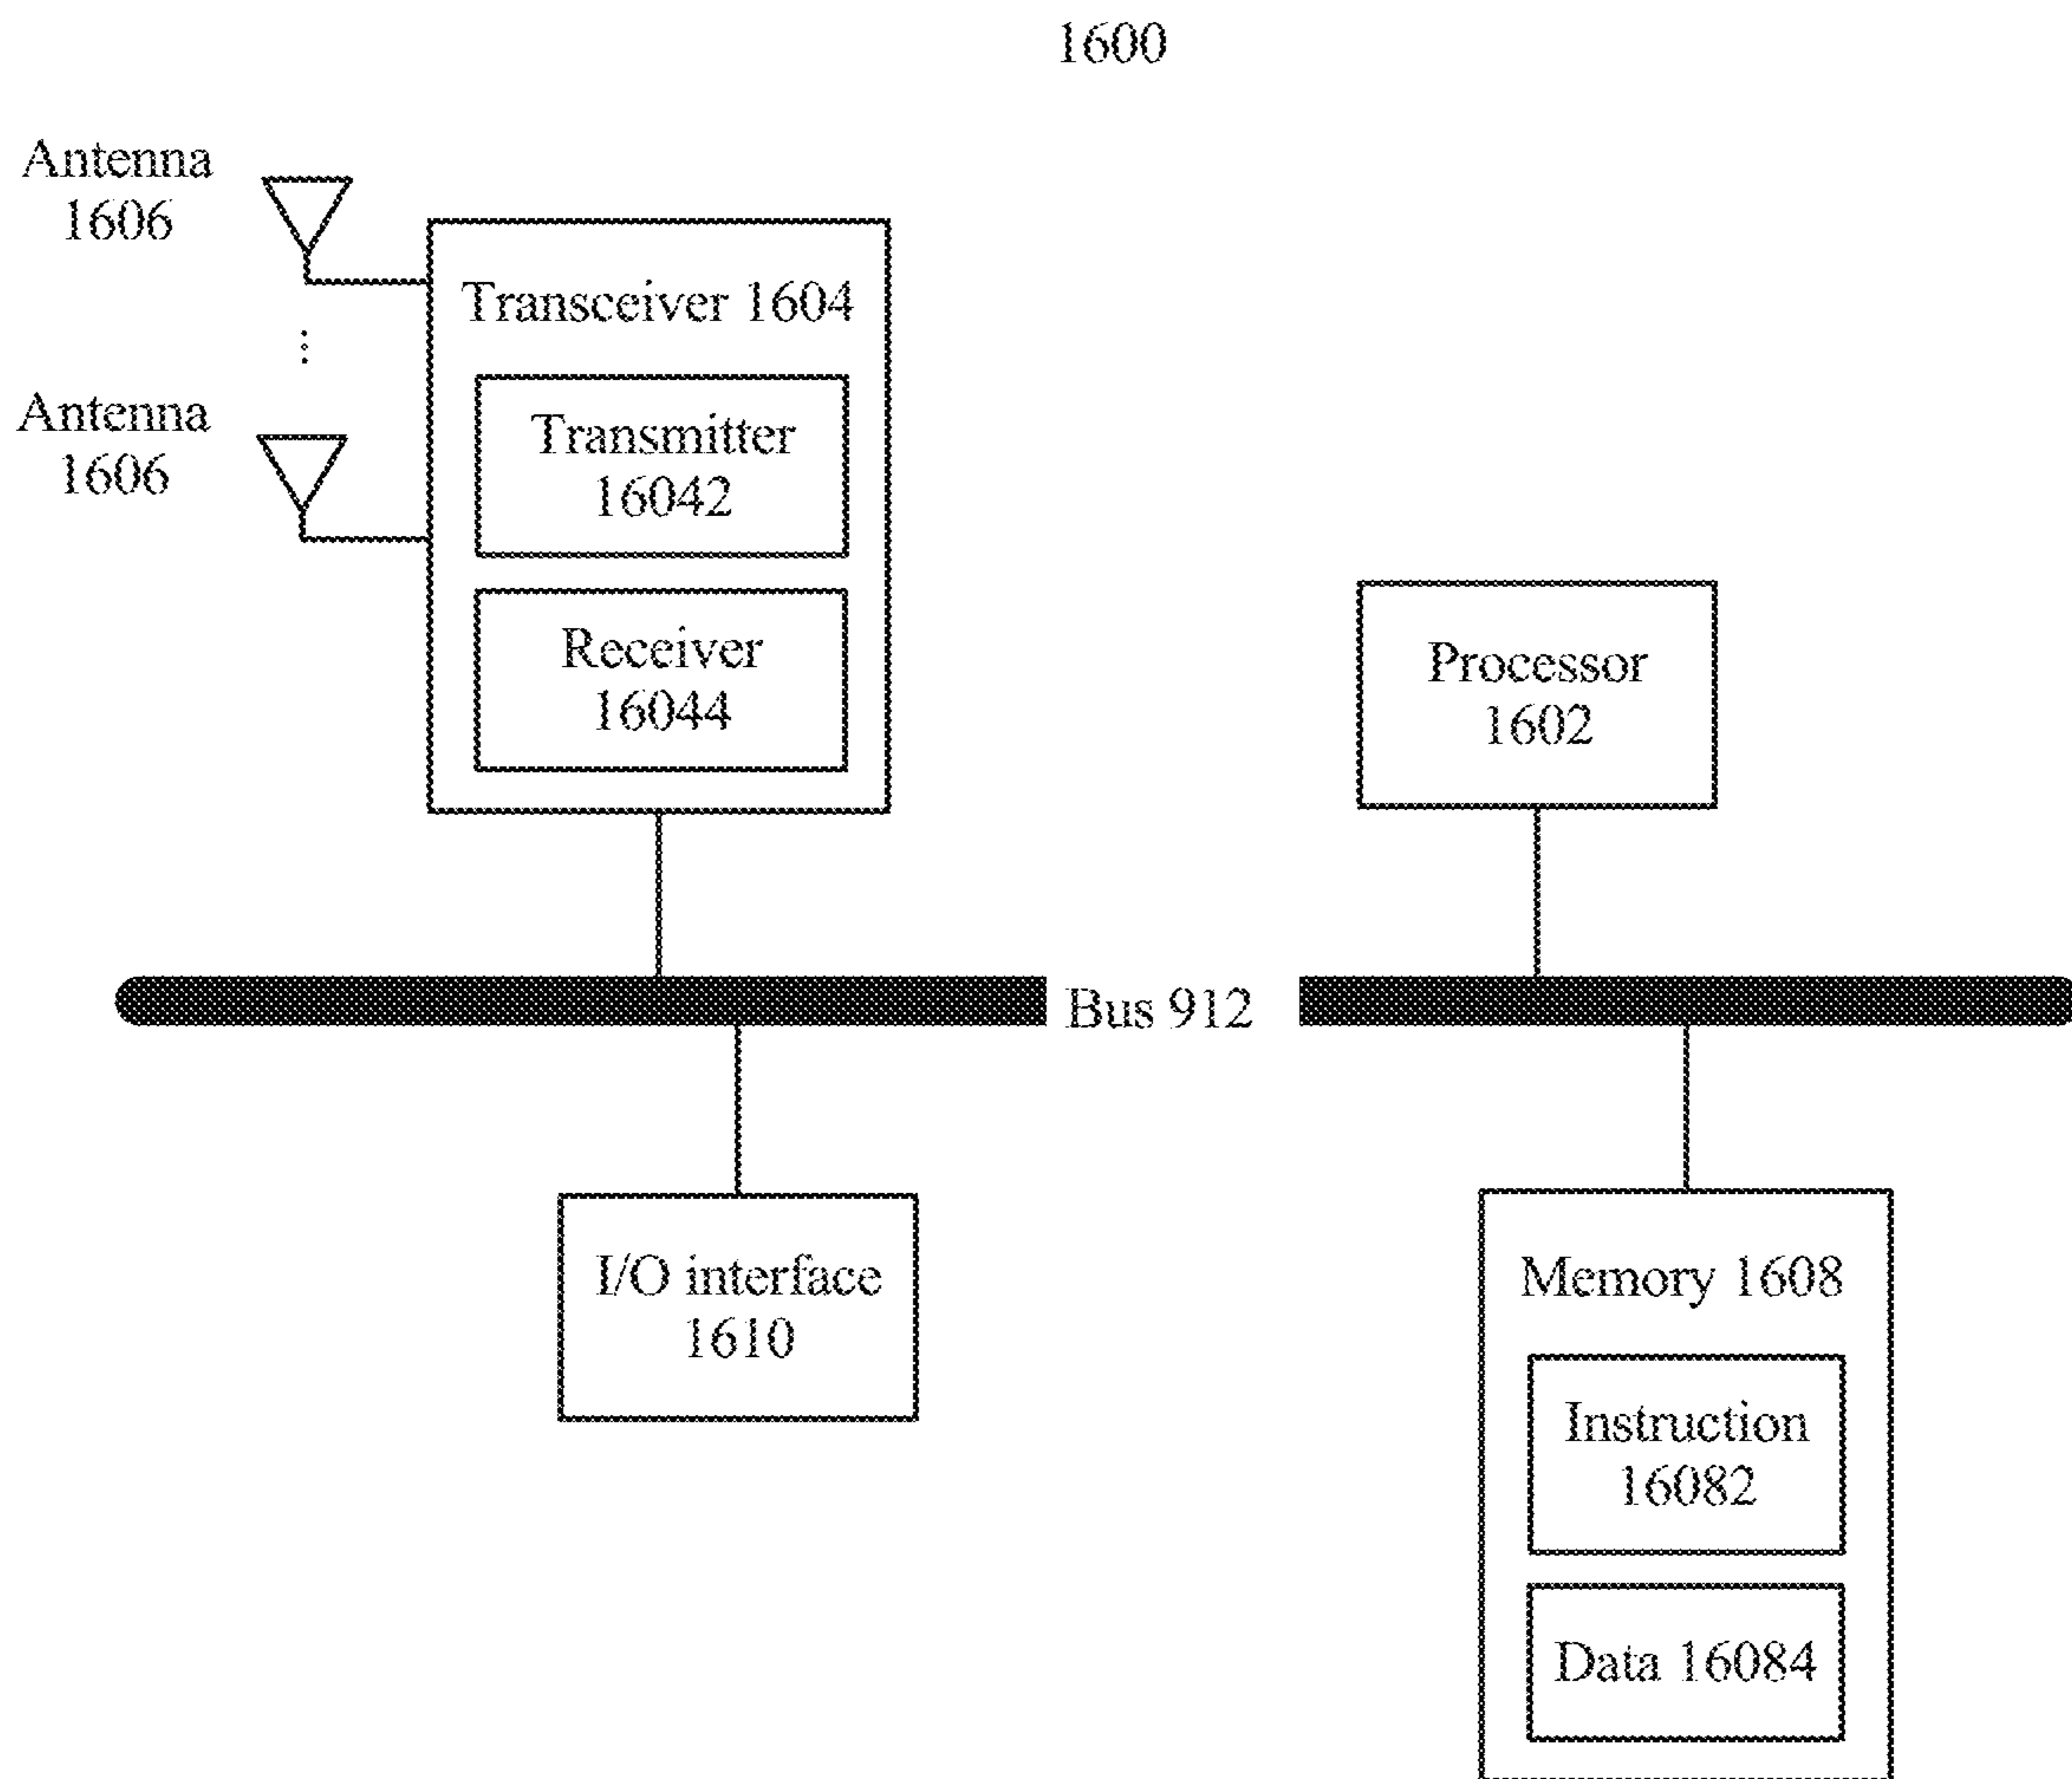 1600
Antenna
1606
Transceiver 1604
Antenna
1606
Transmitter
16042
Receiver
16044
Processor
1602
Bus 912
I/O interface
1610
Memory 1608
Instruction
16082
Data 16084